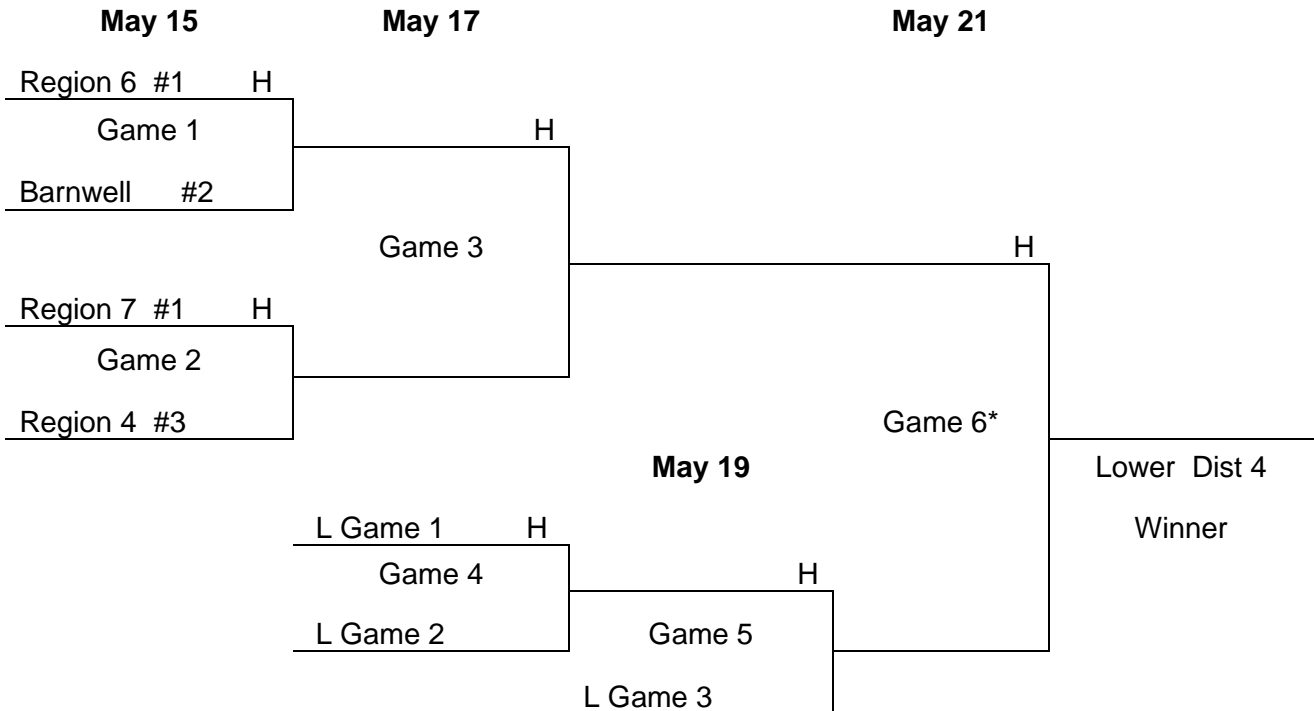 May 15 May 17 May 21
Region 6 #1 H
Game 1 H
Barnwell #2
Game 3 H
Region 7 #1 H
Game 2
Region 4 #3 Game 6*
May 19 Lower Dist 4
L Game 1 H Winner
Game 4 H
L Game 2 Game 5
L Game 3